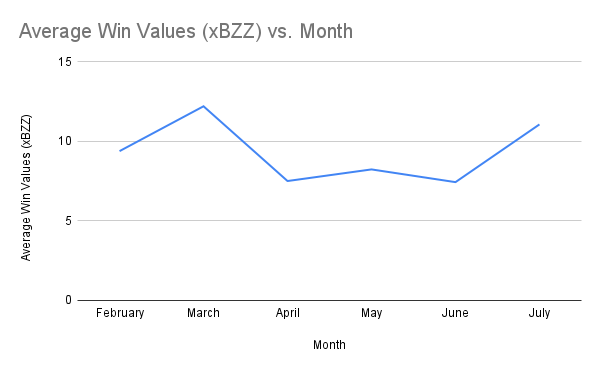 Average Win Values (xBZZ) vs. Month
Average Win Values (xBZZ)
15
10
5
0
February March April May June July
Month